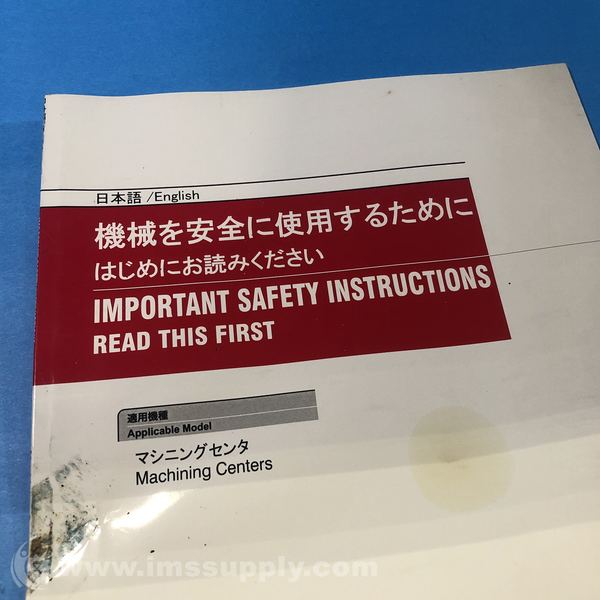 日本語 /English
機械を安全に使用するために
はじめにお読みください
IMPORTANT SAFETY INSTRUCTIONS
READ THIS FIRST
適用機種
Applicable Model
マシニングセンタ
Machining Centers
www.imssupply.com